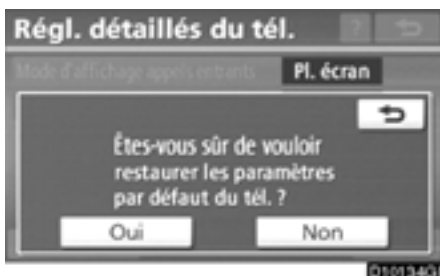 Régl. détaillés du tél. ?
Mode d'affichage appels entrants Pl. écran
Êtes-vous sûr de vouloir
restaurer les paramètres
par défaut du tél. ?
Oui Non